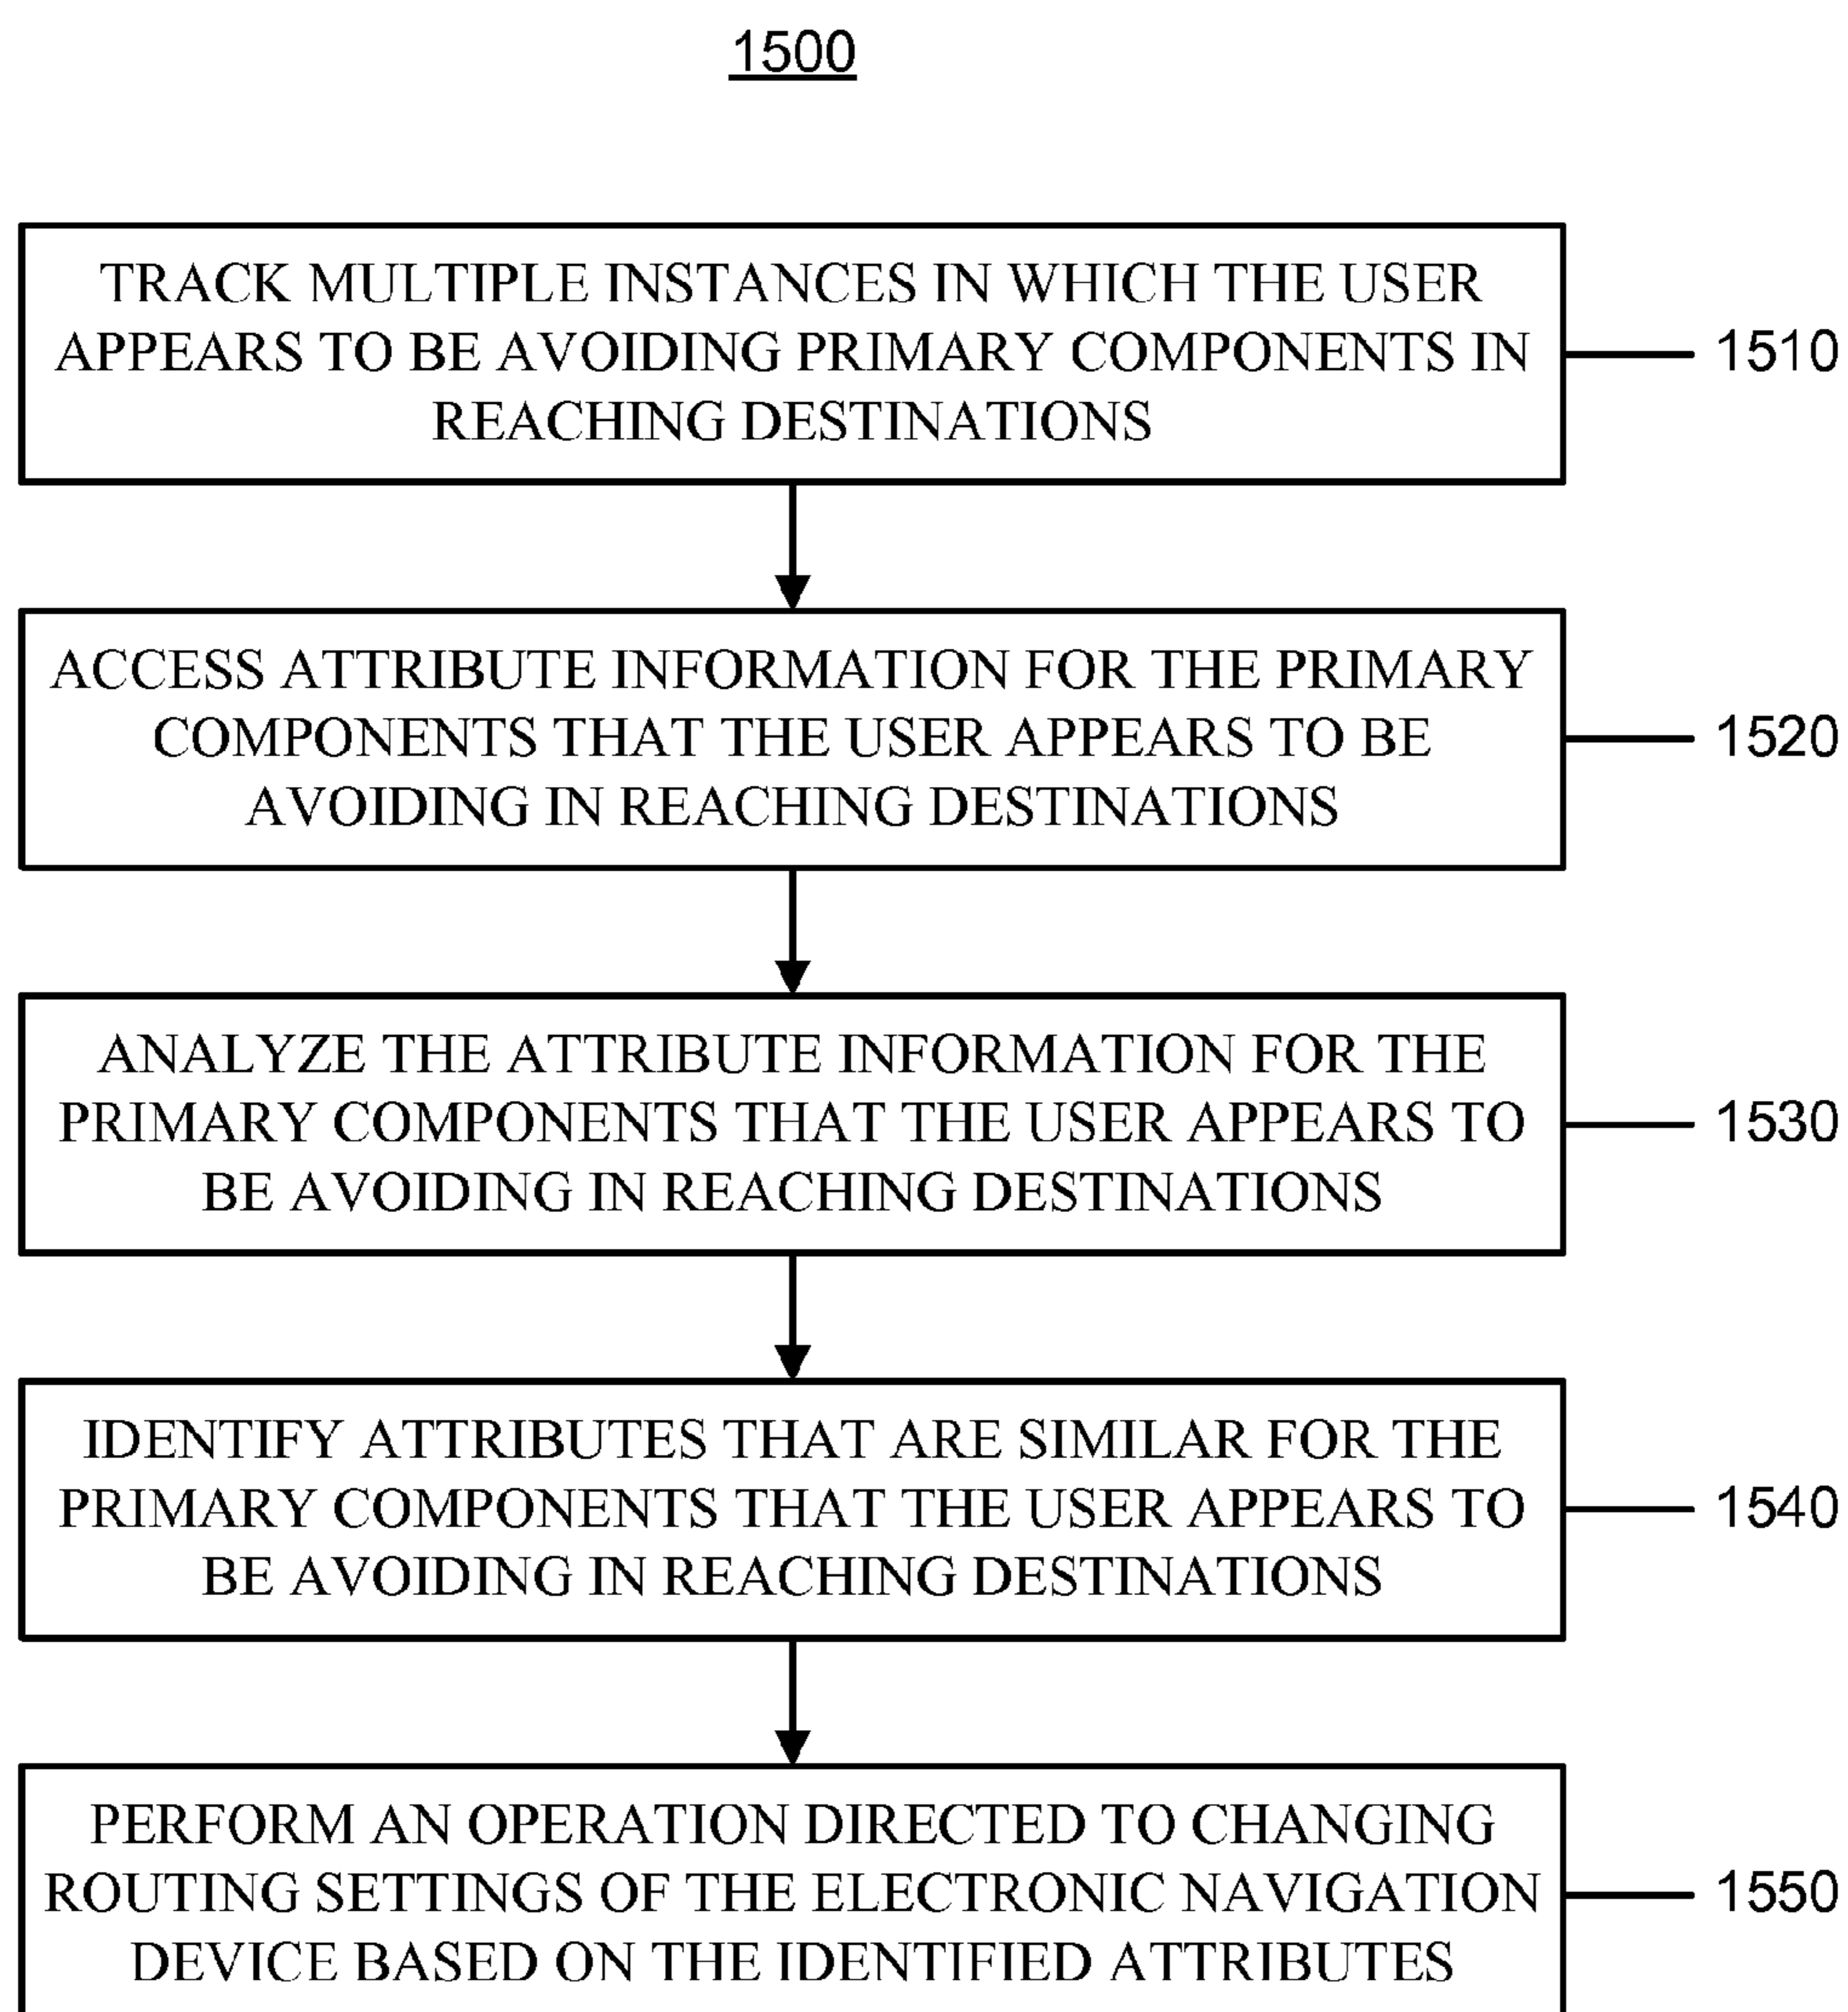 1500
TRACK MULTIPLE INSTANCES IN WHICH THE USER
APPEARS TO BE AVOIDING PRIMARY COMPONENTS IN
REACHING DESTINATIONS
1510
ACCESS ATTRIBUTE INFORMATION FOR THE PRIMARY
COMPONENTS THAT THE USER APPEARS TO BE
AVOIDING IN REACHING DESTINATIONS
1520
ANALYZE THE ATTRIBUTE INFORMATION FOR THE
PRIMARY COMPONENTS THAT THE USER APPEARS TO
BE AVOIDING IN REACHING DESTINATIONS
1530
IDENTIFY ATTRIBUTES THAT ARE SIMILAR FOR THE
PRIMARY COMPONENTS THAT THE USER APPEARS TO
BE AVOIDING IN REACHING DESTINATIONS
1540
PERFORM AN OPERATION DIRECTED TO CHANGING
ROUTING SETTINGS OF THE ELECTRONIC NAVIGATION
DEVICE BASED ON THE IDENTIFIED ATTRIBUTES
1550